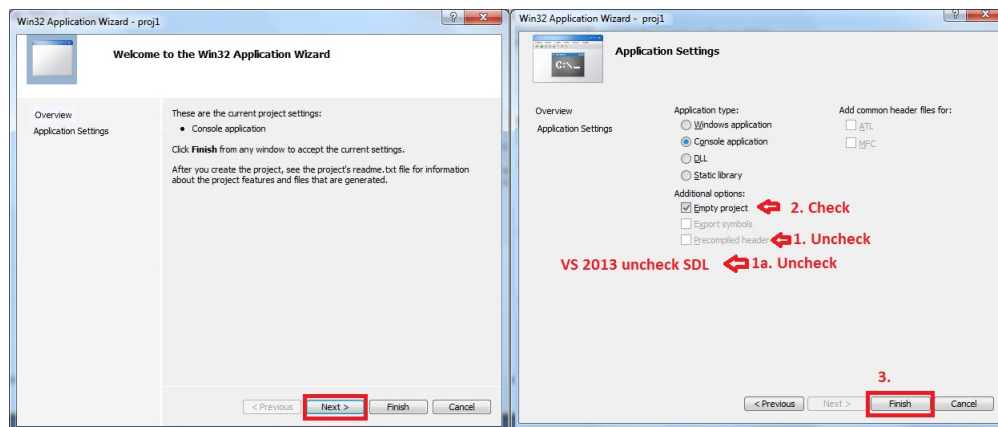 Win32 Application Wizard - proj1
Welcome to the Win32 Application Wizard
Overview
Application Settings
These are the current project settings:
• Console application
Click Finish from any window to accept the current settings.
After you create the project, see the project's readme.txt file for information
about the project features and files that are generated.
< Previous
Next >
Finish
Cancel
Win32 Application Wizard - proj1
C:\_
Application Settings
Overview
Application Settings
Application type:
Windows application
Console application
DLL
Static library
Additional options:
Empty project
2. Check
Export symbols
Precompiled header
1. Uncheck
VS 2013 uncheck SDL
1a. Uncheck
Add common header files for:
ATL
MFC
3.
< Previous
Next >
Finish
Cancel